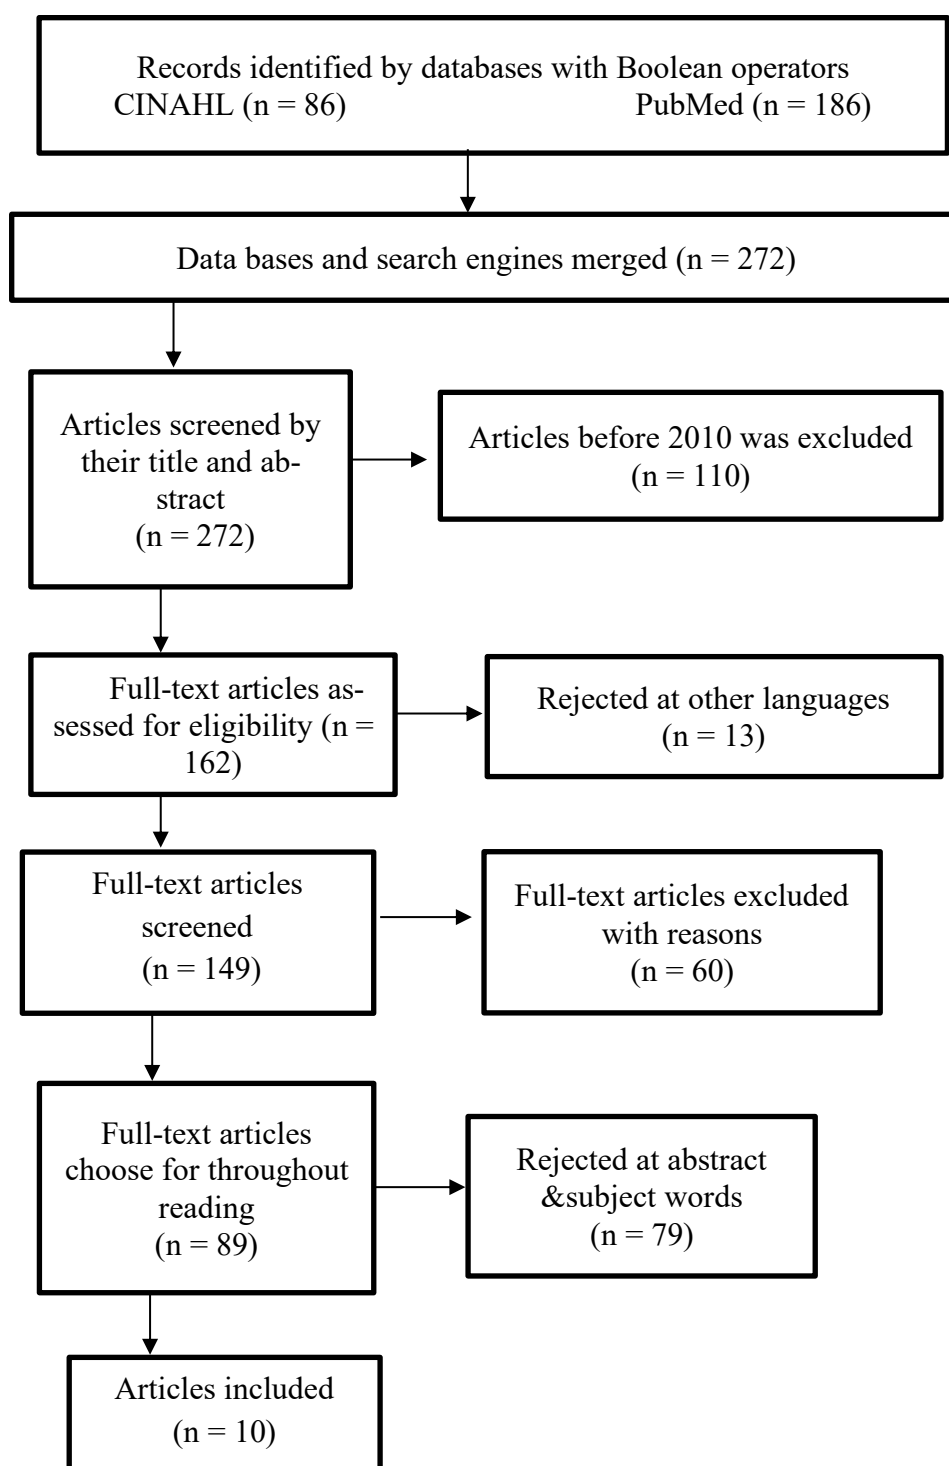 Records identified by databases with Boolean operators
CINAHL (n = 86) PubMed (n = 186)
Data bases and search engines merged (n = 272)
Articles screened by
their title and ab-
stract
(n = 272)
Articles before 2010 was excluded
(n = 110)
Full-text articles as-
sessed for eligibility (n =
162)
Rejected at other languages
(n = 13)
Full-text articles
screened
(n = 149)
Full-text articles excluded
with reasons
(n = 60)
Full-text articles
choose for throughout
reading
(n = 89)
Rejected at abstract
&subject words
(n = 79)
Articles included
(n = 10)